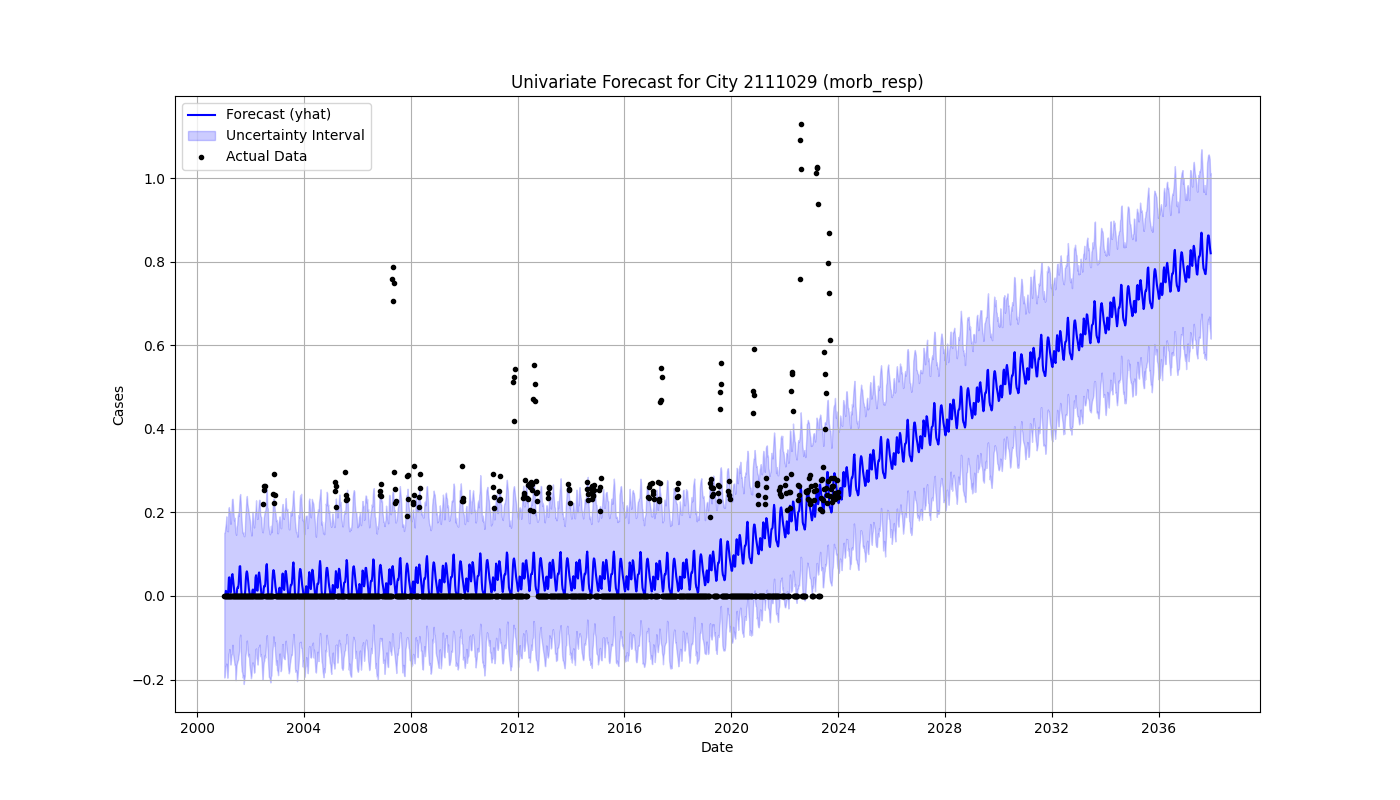 Univariate Forecast for City 2111029 (morb_resp)
Forecast (yhat)
Uncertainty Interval
Actual Data
Cases
1.0
0.8
0.6
0.4
0.2
0.0
−0.2
2000 2004 2008 2012 2016 2020 2024 2028 2032 2036
Date